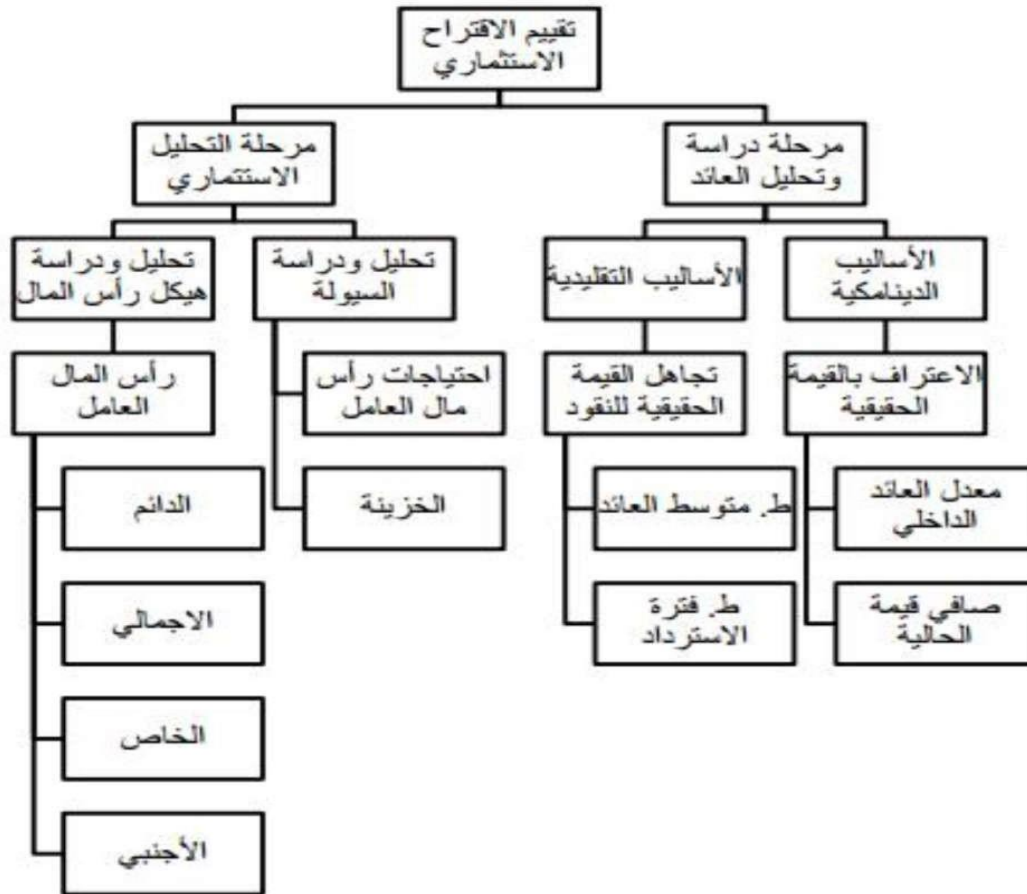 تقييم الاقتراح
الاستثماري
مرحلة دراسة
وتحليل العائد
مرحلة التحليل
الاستثماري
الأساليب
الدينامكية
الأساليب التقليدية
تحليل ودراسة
السيولة
تحليل ودراسة
هيكل رأس المال
الاعتراف بالقيمة
الحقيقية
تجاهل القيمة
الحقيقية للنقود
احتياجات رأس
مال العامل
رأس المال
العامل
معدل العائد
الداخلي
ط. متوسط العائد
الخزينة
الدائم
صافي قيمة
الحالية
ط. فترة
الاسترداد
الاجمالي
الخاص
الأجنبي